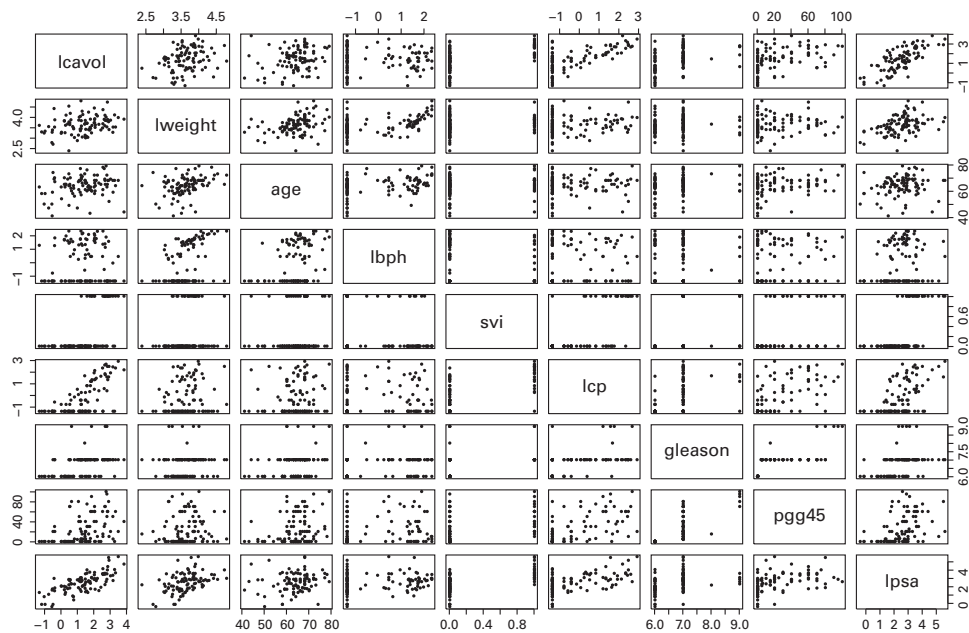 2.5 3.5 4.5 −1 0 1 2 −1 0 1 2 3 0 20 60 100
lcavol −1 1 3
2.5 4.0 lweight
age 40 60 80
−1 1 2 lbph
svi 0.0 0.6
−1 1 3 lcp
gleason 6.0 7.5 9.0
0 40 80 pgg45
lpsa 0 2 4
−1 0 1 2 3 4 40 50 60 70 80 0.0 0.4 0.8 6.0 7.0 8.0 9.0 0 1 2 3 4 5